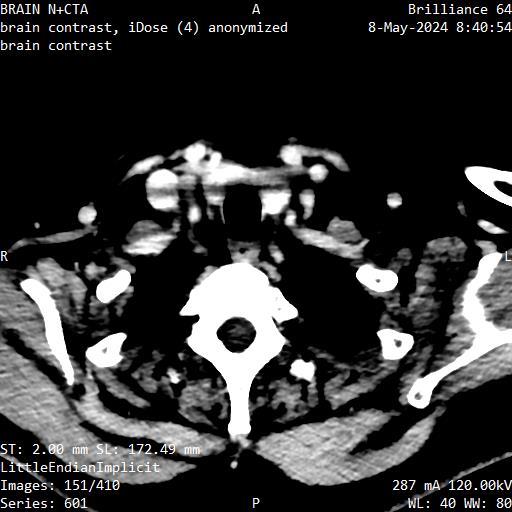 BRAIN N+CTA
A
Brilliance 64
brain contrast, iDose (4) anonymized
8-May-2024 8:40:54
brain contrast
R
L
ST: 2.00 mm SL: 172.49 mm
LittleEndianImplicit
Images: 151/410
287 mA 120.00kV
Series: 601
P
WL: 40 WW: 80